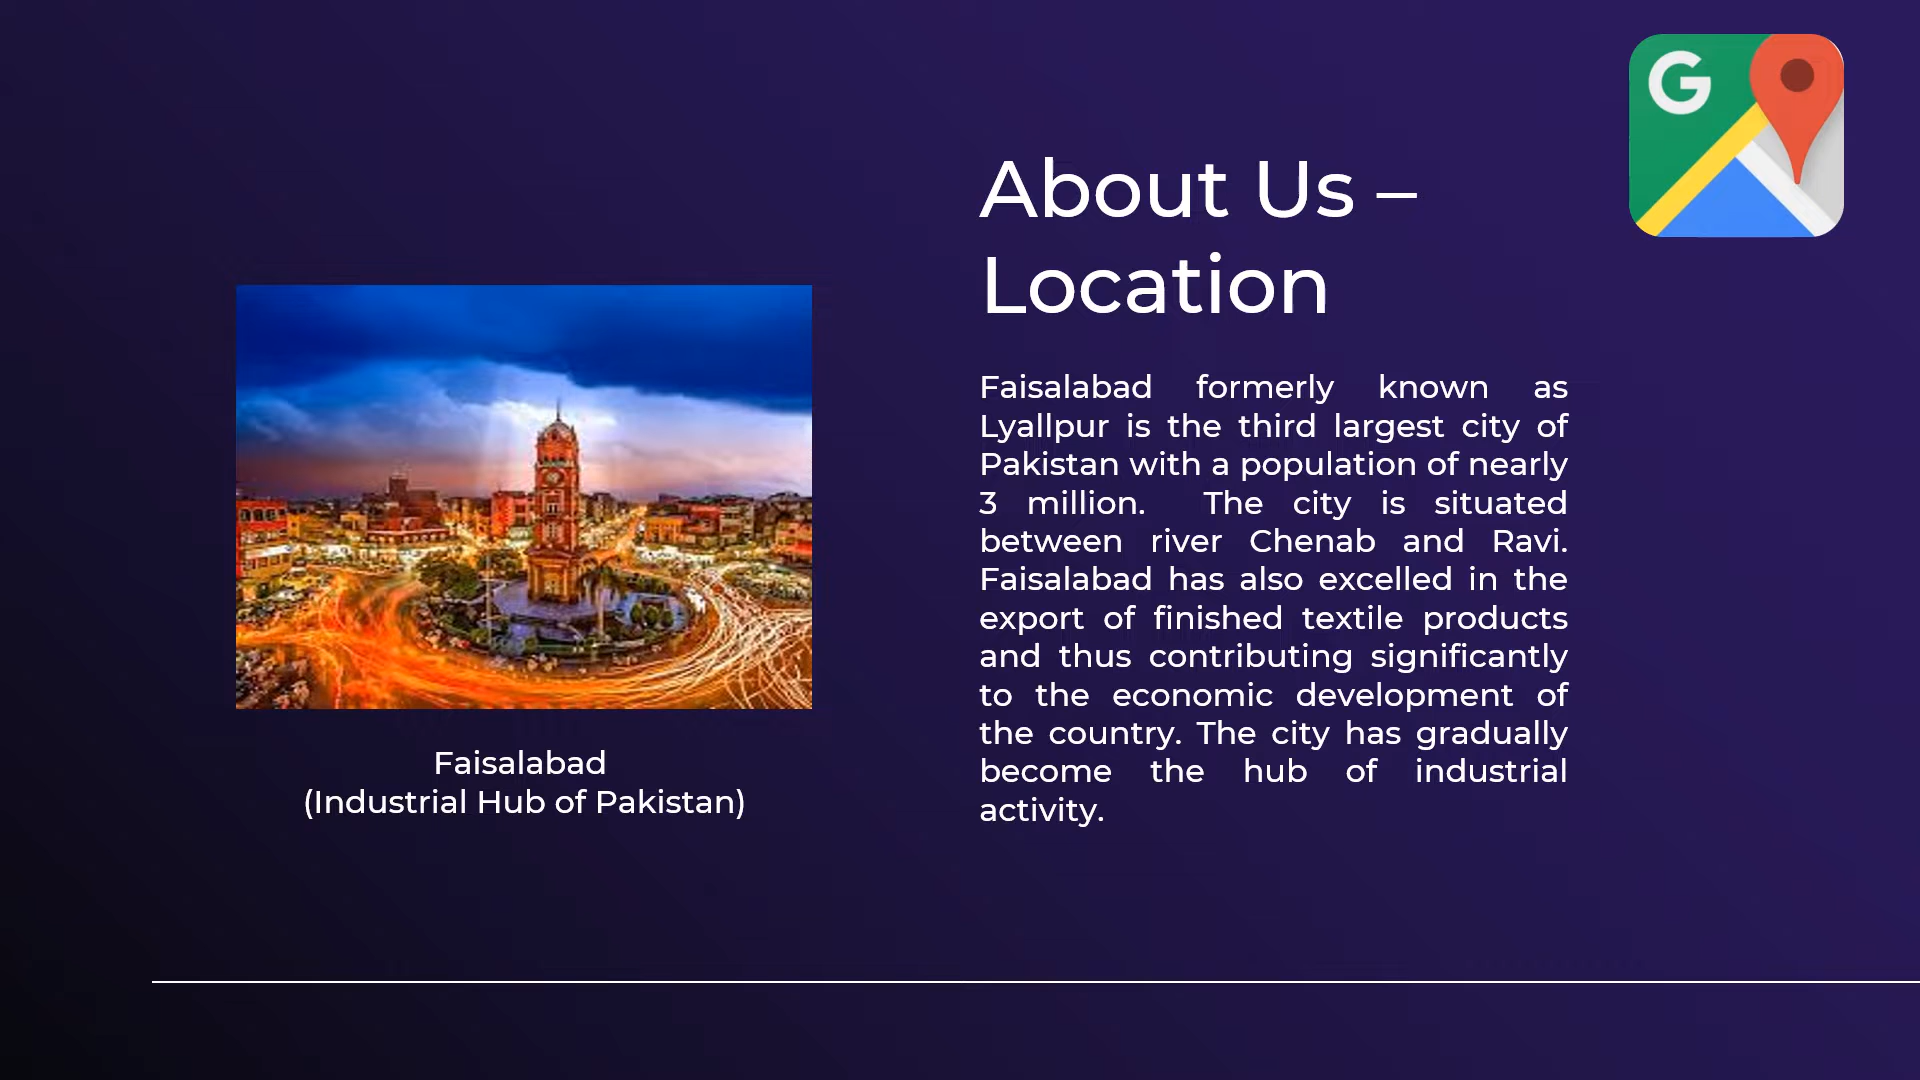 G
About Us –
Location
Faisalabad formerly known as
Lyallpur is the third largest city of
Pakistan with a population of nearly
3 million. The city is situated
between river Chenab and Ravi.
Faisalabad has also excelled in the
export of finished textile products
and thus contributing significantly
to the economic development of
the country. The city has gradually
become the hub of industrial
activity.
Faisalabad
(Industrial Hub of Pakistan)